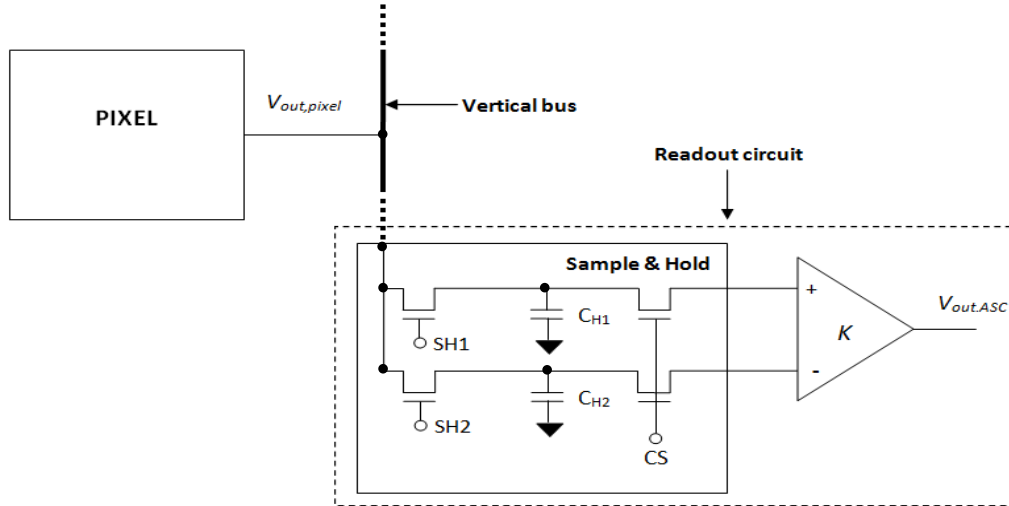 PIXEL
Vout,pixel
Vertical bus
Readout circuit
Sample & Hold
CH1
SH1
CH2
SH2
CS
+
K
-
Vout.ASC